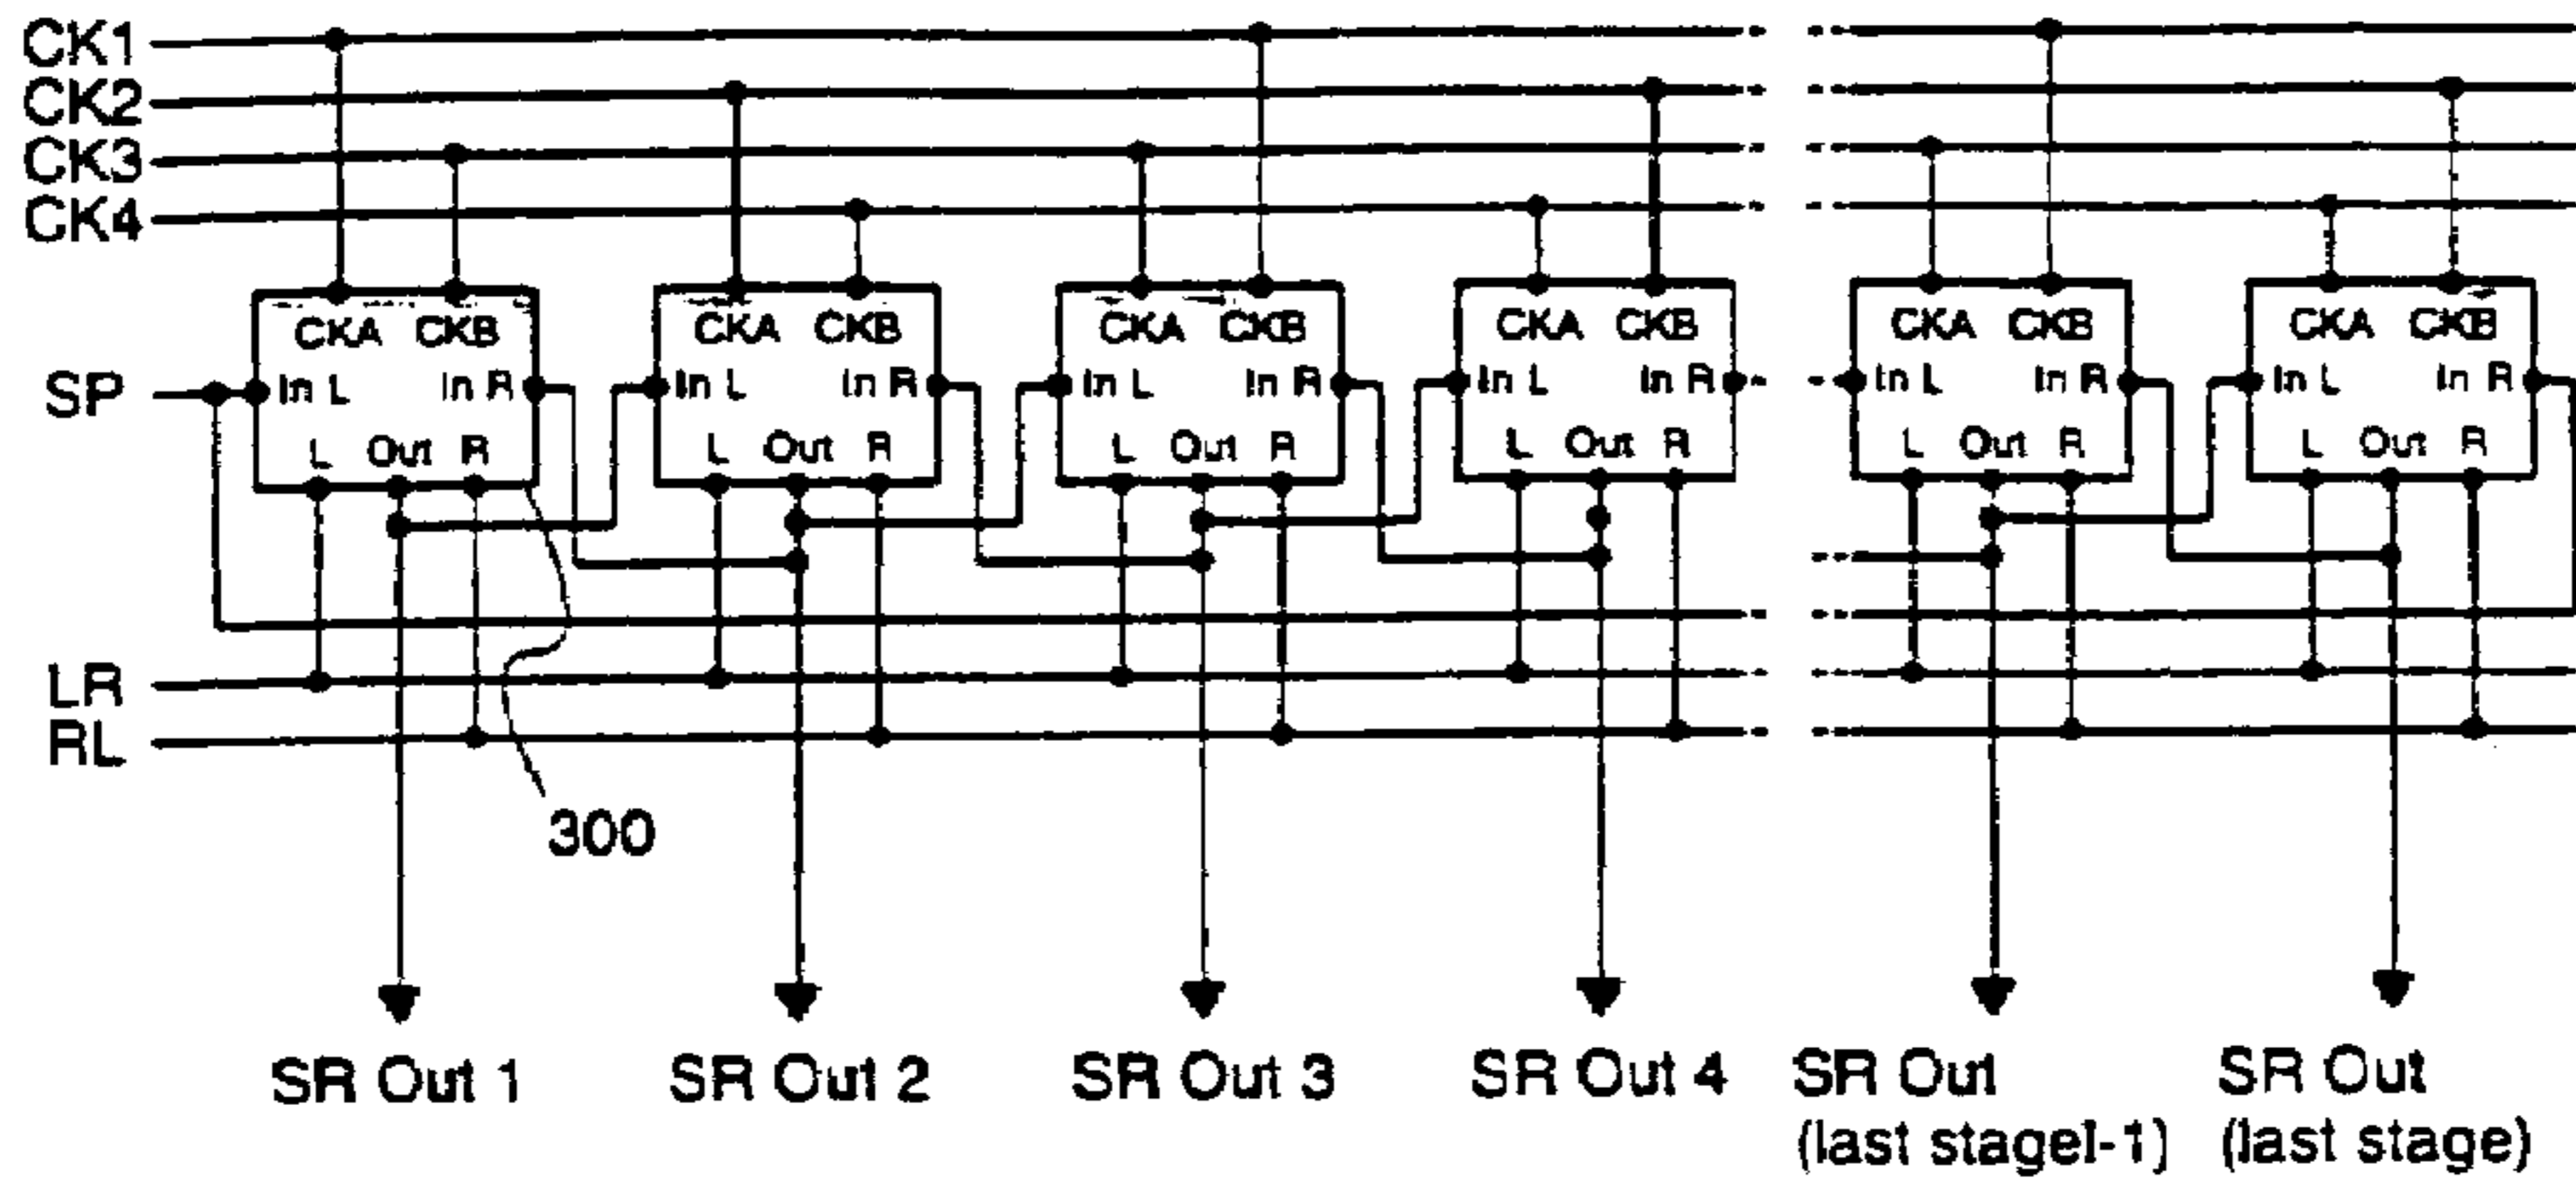 CK1
CK2
CK3
CK4
CKA CKB CKA CKB CKA CKB CKA CKB CKA CKB CKA CKB
SP In L In R In L In R In L In R In L In R In L In R In L In R
L Out R L Out R L Out R L Out R L Out R L Out R
LR
RL
300
SR Out 1 SR Out 2 SR Out 3 SR Out 4 SR Out SR Out
(last stagel-1) (last stage)